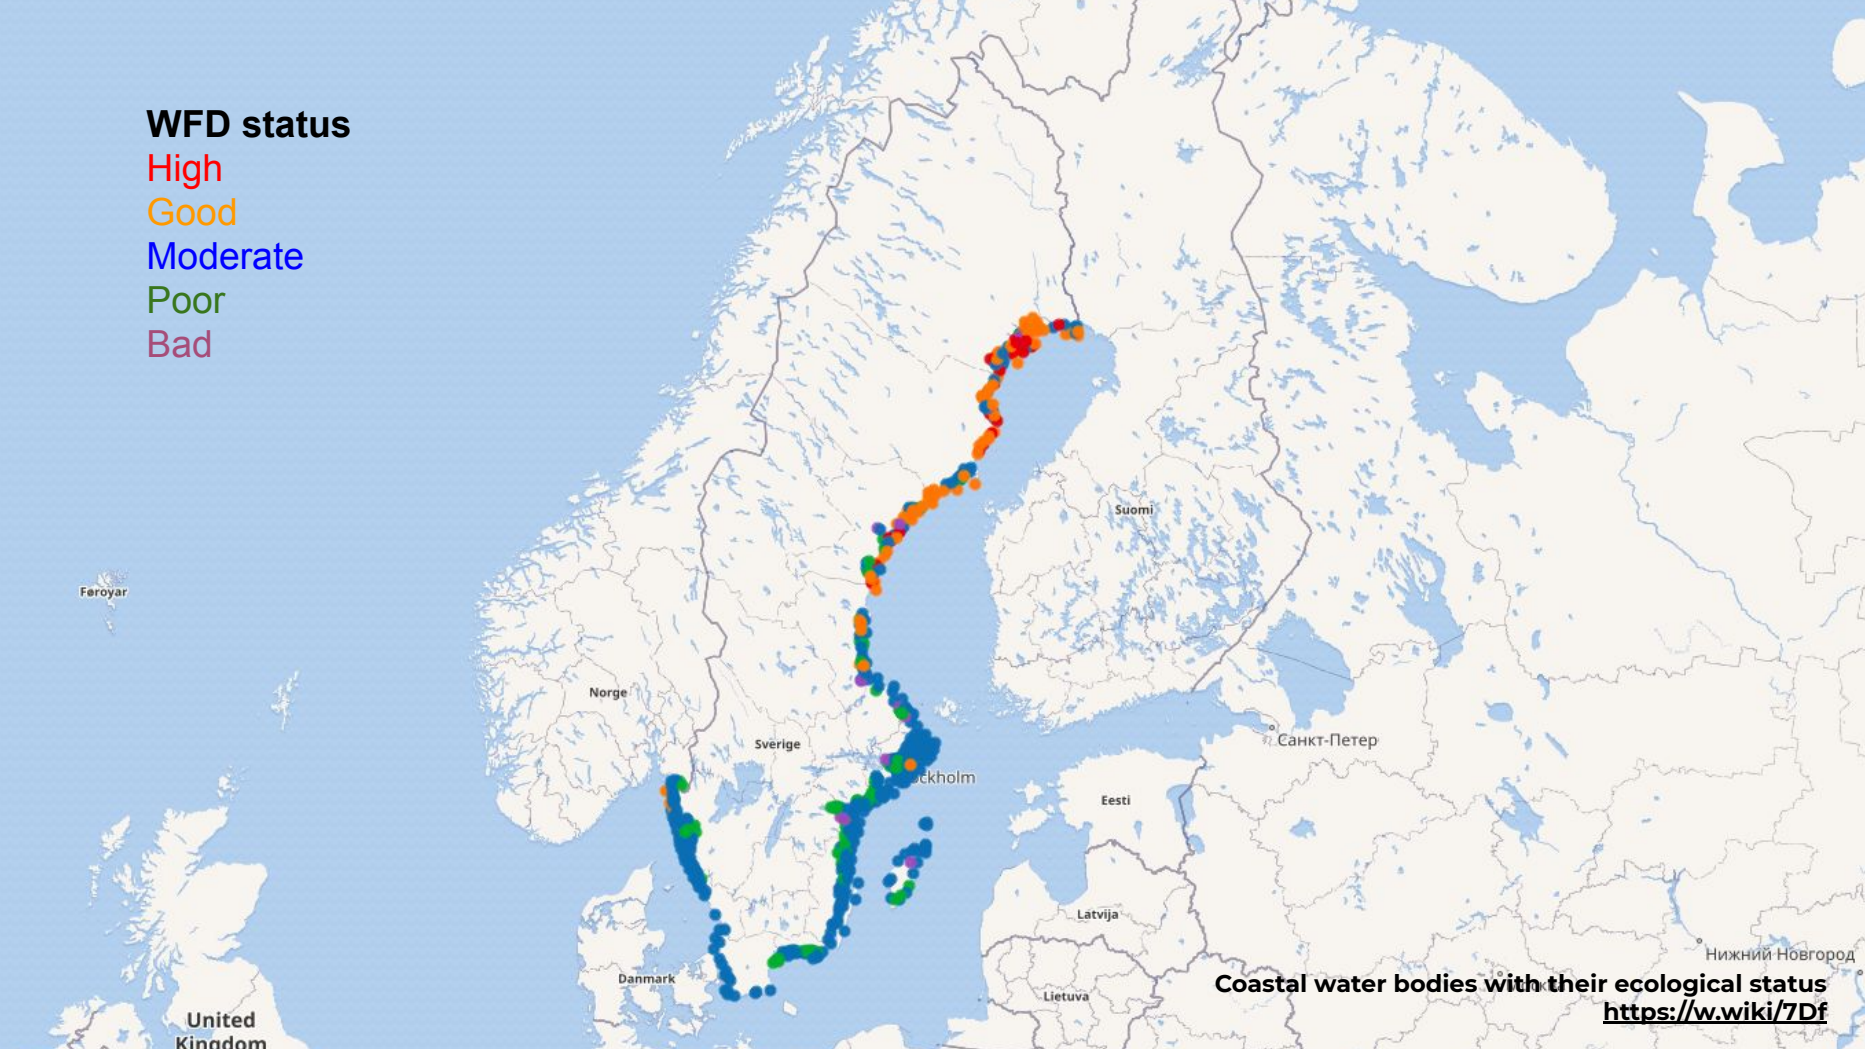 WFD status
High
Good
Moderate
Poor
Bad
Suomi
Føroyar
Norge
Sverige
Санкт-Петер
ockholm
Eesti
Latvija
Нижний Новгород
Danmark
Lietuva
Coastal water bodies with their ecological status
https://w.wiki/7Df
United
Kingdom